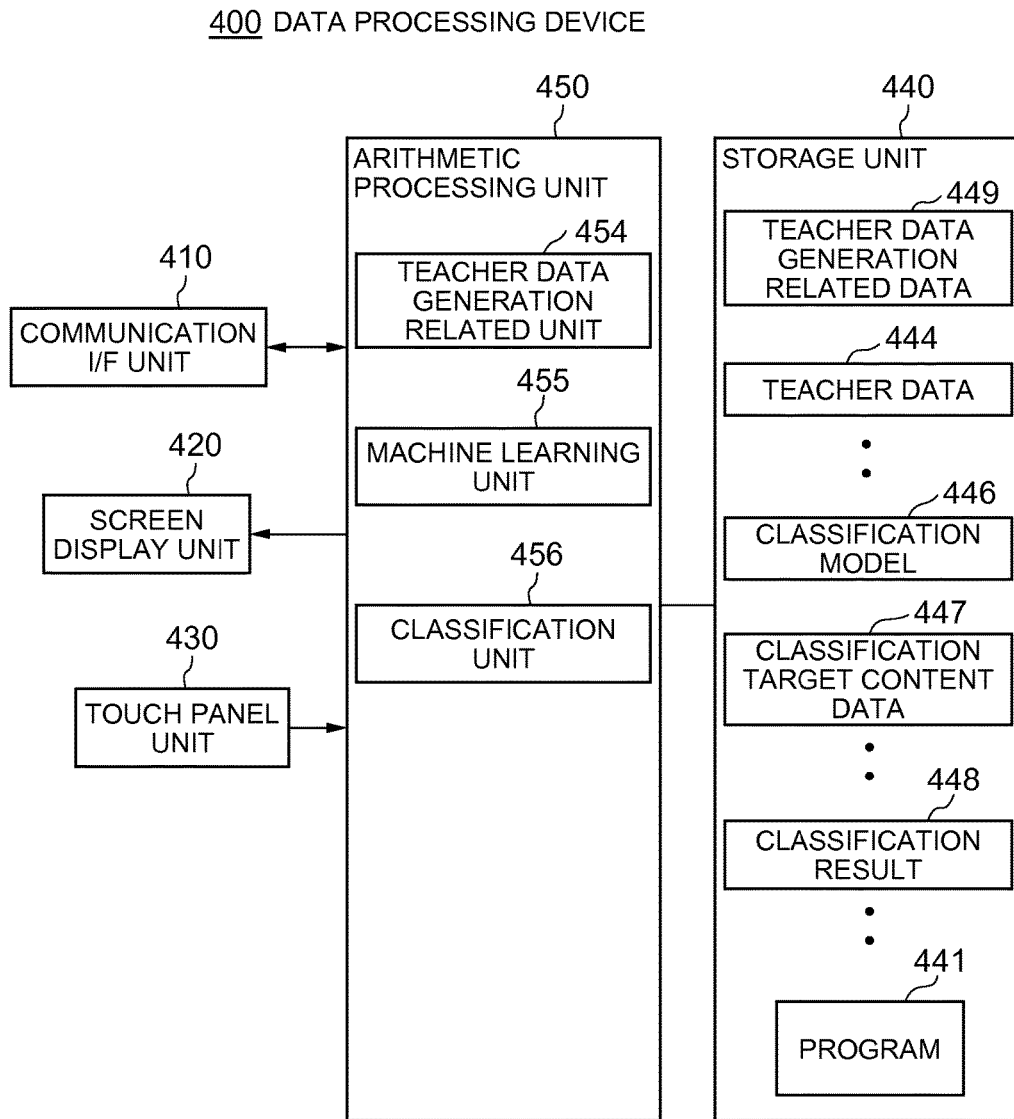 400 DATA PROCESSING DEVICE
450
440
ARITHMETIC
PROCESSING UNIT
STORAGE UNIT
454
449
TEACHER DATA
GENERATION
RELATED UNIT
TEACHER DATA
GENERATION
RELATED DATA
410
COMMUNICATION
I/F UNIT
444
TEACHER DATA
455
MACHINE LEARNING
UNIT
420
SCREEN
DISPLAY UNIT
446
CLASSIFICATION
MODEL
456
CLASSIFICATION
UNIT
447
CLASSIFICATION
TARGET CONTENT
DATA
430
TOUCH PANEL
UNIT
448
CLASSIFICATION
RESULT
441
PROGRAM